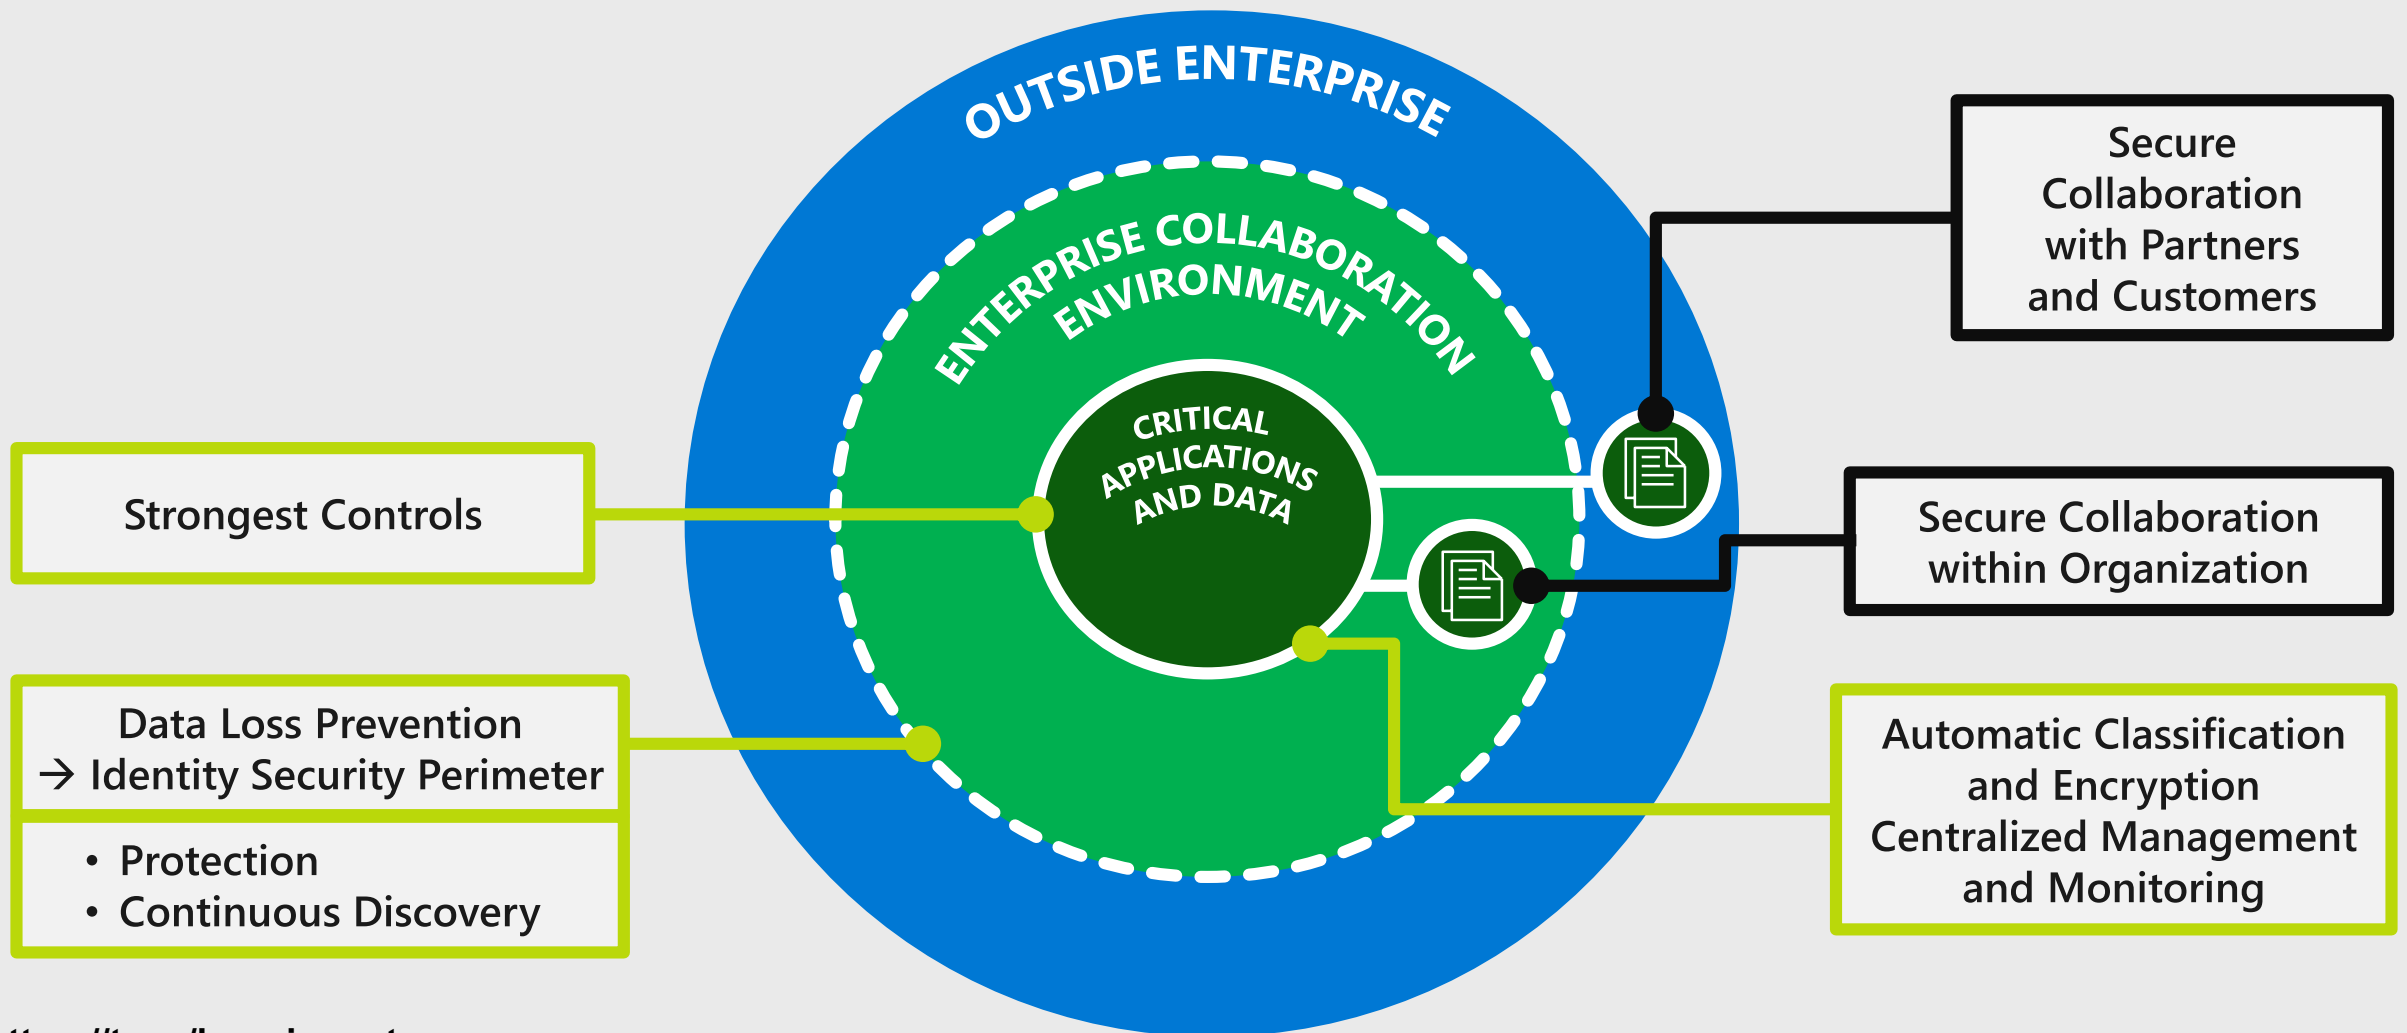 OUTSIDE ENTERPRISE
ENTERPRISE COLLABORATION
ENVIRONMENT
CRITICAL
APPLICATIONS
AND DATA
Strongest Controls
Data Loss Prevention
→ Identity Security Perimeter
• Protection
• Continuous Discovery
Secure
Collaboration
with Partners
and Customers
Secure Collaboration
within Organization
Automatic Classification
and Encryption
Centralized Management
and Monitoring